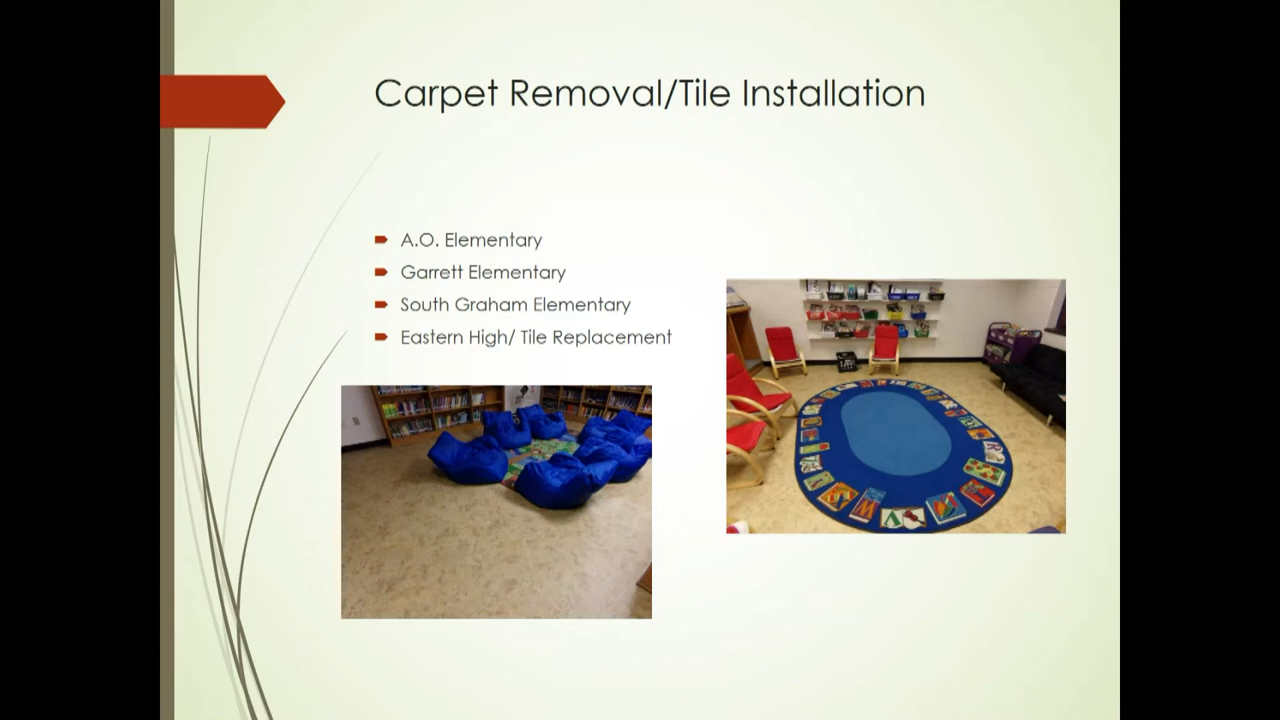 Carpet Removal/Tile Installation
A.O. Elementary
Garrett Elementary
South Graham Elementary
Eastern High/ Tile Replacement